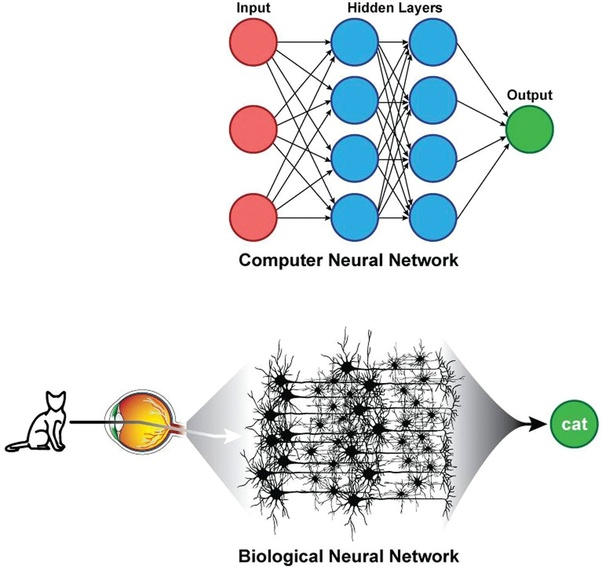 Input
Hidden Layers
Output
Computer Neural Network
cat
Biological Neural Network